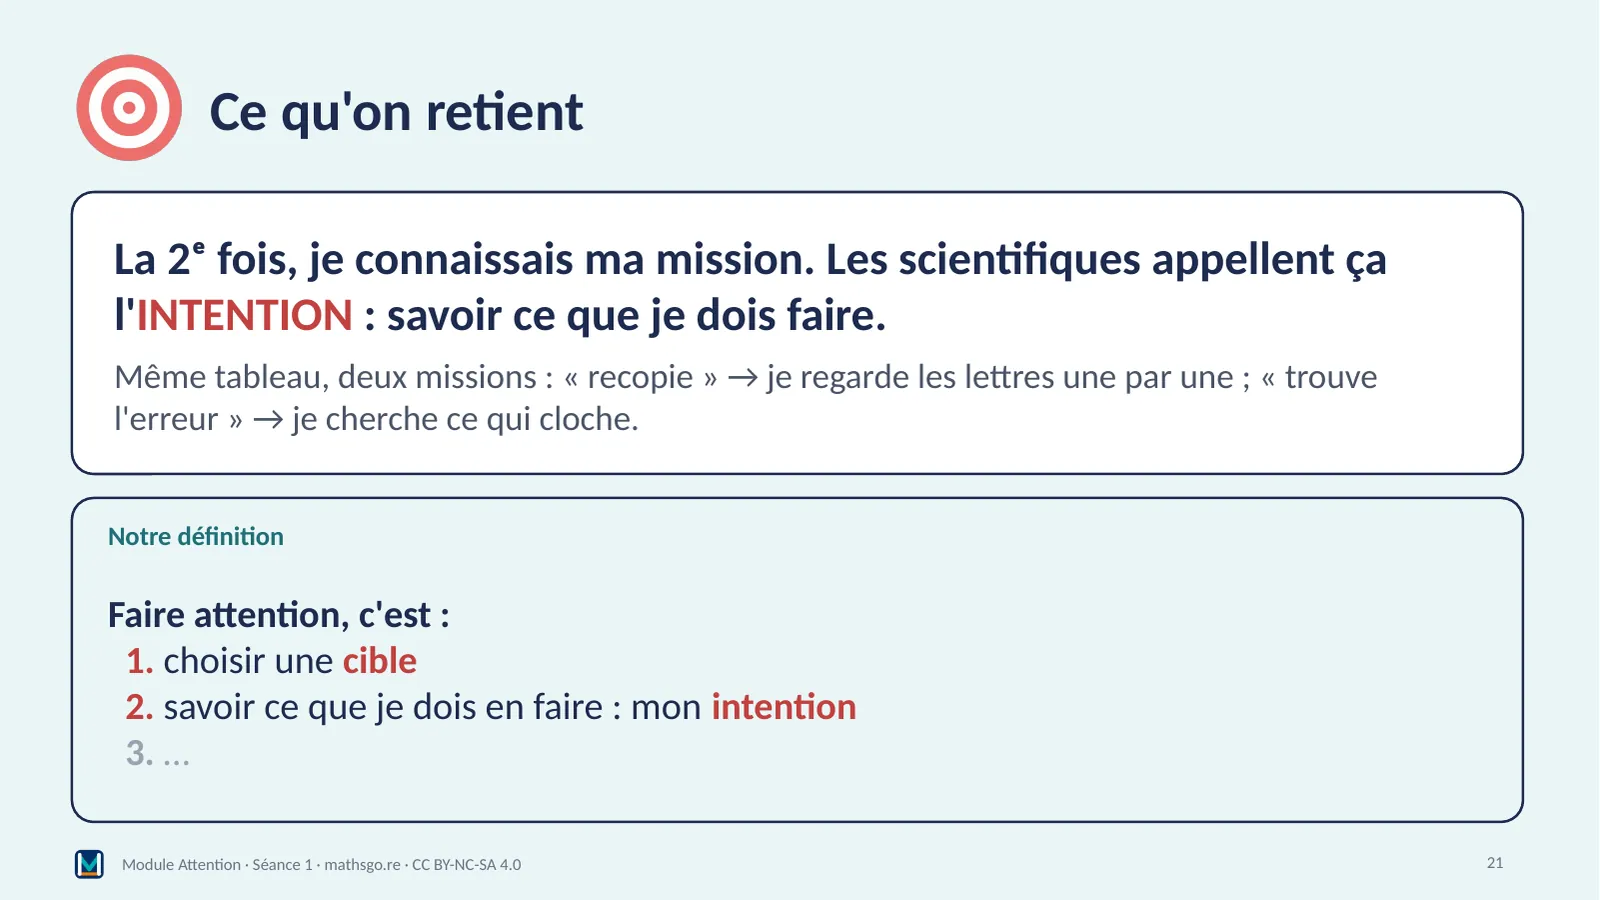 Ce qu'on retient
La 2ᵉ fois, je connaissais ma mission. Les scientifiques appellent ça
l'INTENTION : savoir ce que je dois faire.
Même tableau, deux missions : « recopie » → je regarde les lettres une par une ; « trouve
l'erreur » → je cherche ce qui cloche.
Notre définition
Faire attention, c'est :
1. choisir une cible
2. savoir ce que je dois en faire : mon intention
3. ...
Module Attention · Séance 1 · mathsgo.re · CC BY-NC-SA 4.0
21